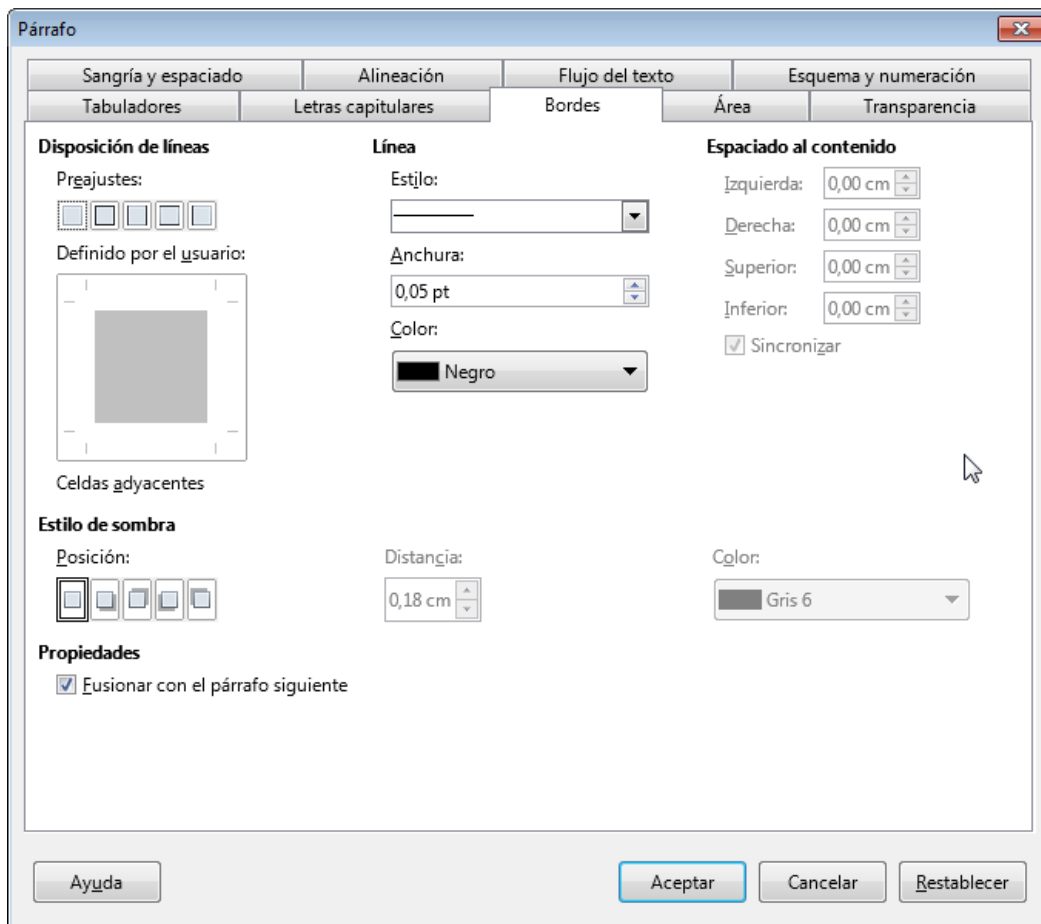 Párrafo
Sangría y espaciado Alineación Flujo del texto Esquema y numeración
Tabuladores Letras capitulares Bordes Área Transparencia
Disposición de líneas Línea Espaciado al contenido
Preajustes: Estilo: Izquierda: 0,00 cm
Derecha: 0,00 cm
Definido por el usuario: Anchura: Superior: 0,00 cm
0,05 pt Inferior: 0,00 cm
Color: Sincronizar
Negro
Celdas adyacentes
Estilo de sombra
Posición: Distancia: Color:
0,18 cm Gris 6
Propiedades
Fusionar con el párrafo siguiente
Ayuda Aceptar Cancelar Restablecer